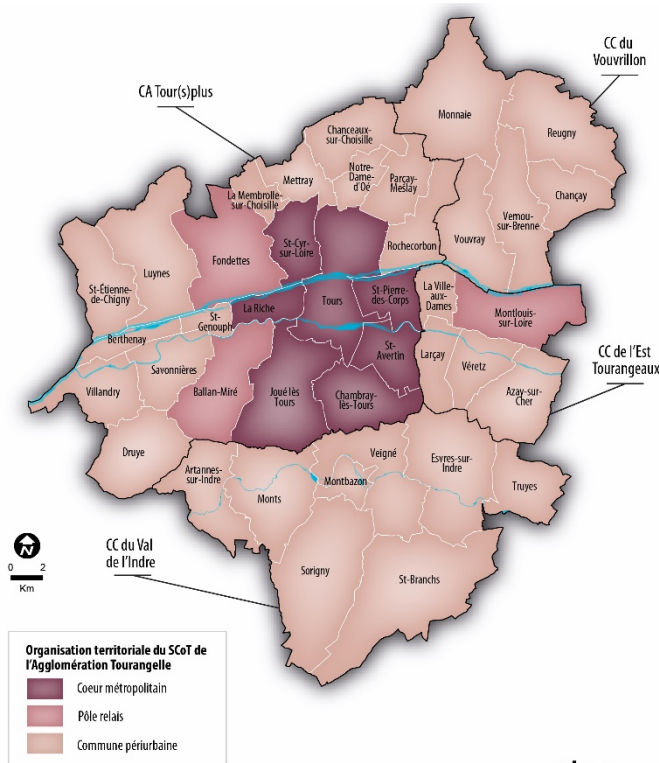 CC du
Vouvrillon
CA Tour(s)plus
Monnaie
Reugny
Chanceaux-
sur-Choisille
Mettray
Notre-
Dame-
d'Oé
Parçay-
Meslay
Chançay
La Membrolle-
sur-Choisille
Vernou-
sur-Brenne
St-Cyr-
sur-Loire
Rochecorbon
Vouvray
Fondettes
Luynes
St-Étienne-
de-Chigny
La Riche
Tours
St-Pierre-
des-Corps
La Ville-
aux-
Dames
Montlouis-
sur-Loire
St-
Genouph
Berthenay
St-
Avertin
Larçay
Véretz
CC de l'Est
Tourangeaux
Savonnières
Villandry
Ballan-Miré
Joué lès
Tours
Chambray-
lès-Tours
Azay-sur-
Cher
Druye
Veigné
Esvres-sur-
Indre
Artannes-
sur-Indre
Monts
Montbazon
Truyes
N
0 2
Km
CC du Val
de l'Indre
Sorigny
St-Branchs
Organisation territoriale du SCoT de
l'Agglomération Tourangelle
Coeur métropolitain
Pôle relais
Commune périurbaine